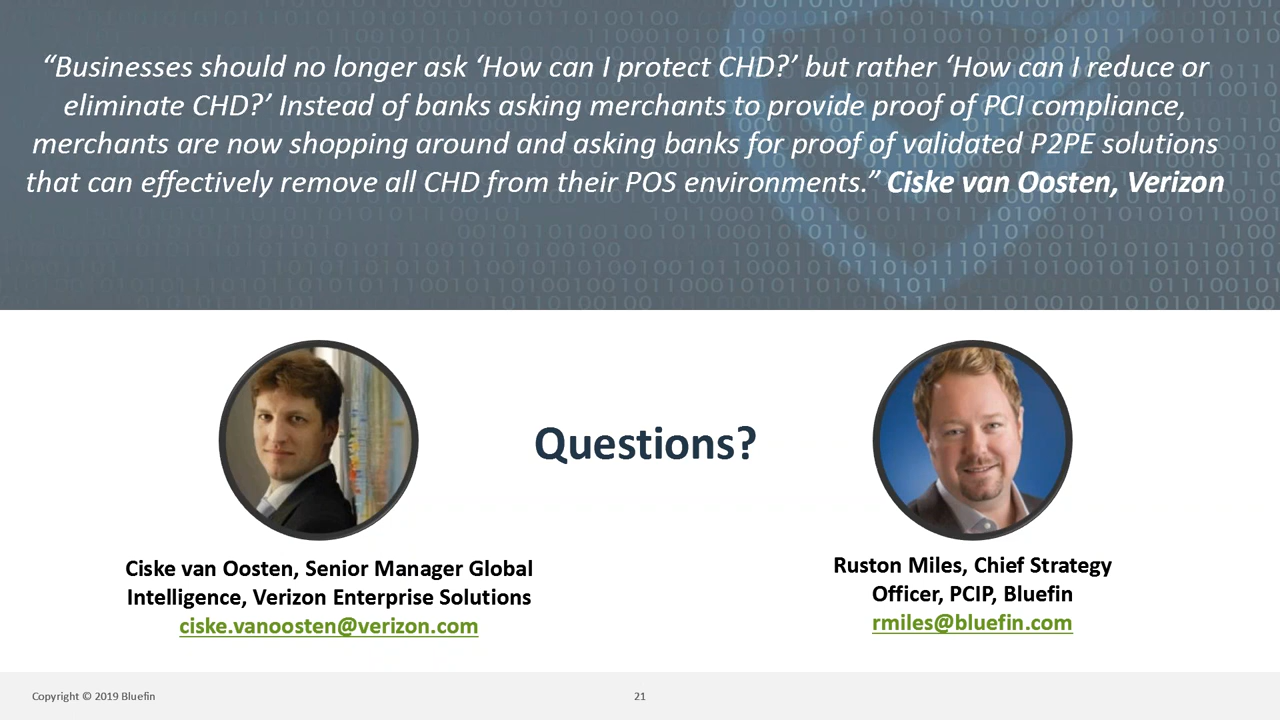 “Businesses should no longer ask ‘How can I protect CHD?’ but rather ‘How can I reduce or
eliminate CHD?’ Instead of banks asking merchants to provide proof of PCI compliance,
merchants are now shopping around and asking banks for proof of validated P2PE solutions
that can effectively remove all CHD from their POS environments.” Ciske van Oosten, Verizon
Questions?
Ciske van Oosten, Senior Manager Global
Intelligence, Verizon Enterprise Solutions
ciske.vanoosten@verizon.com
Ruston Miles, Chief Strategy
Officer, PCIP, Bluefin
rmiles@bluefin.com
Copyright © 2019 Bluefin
21